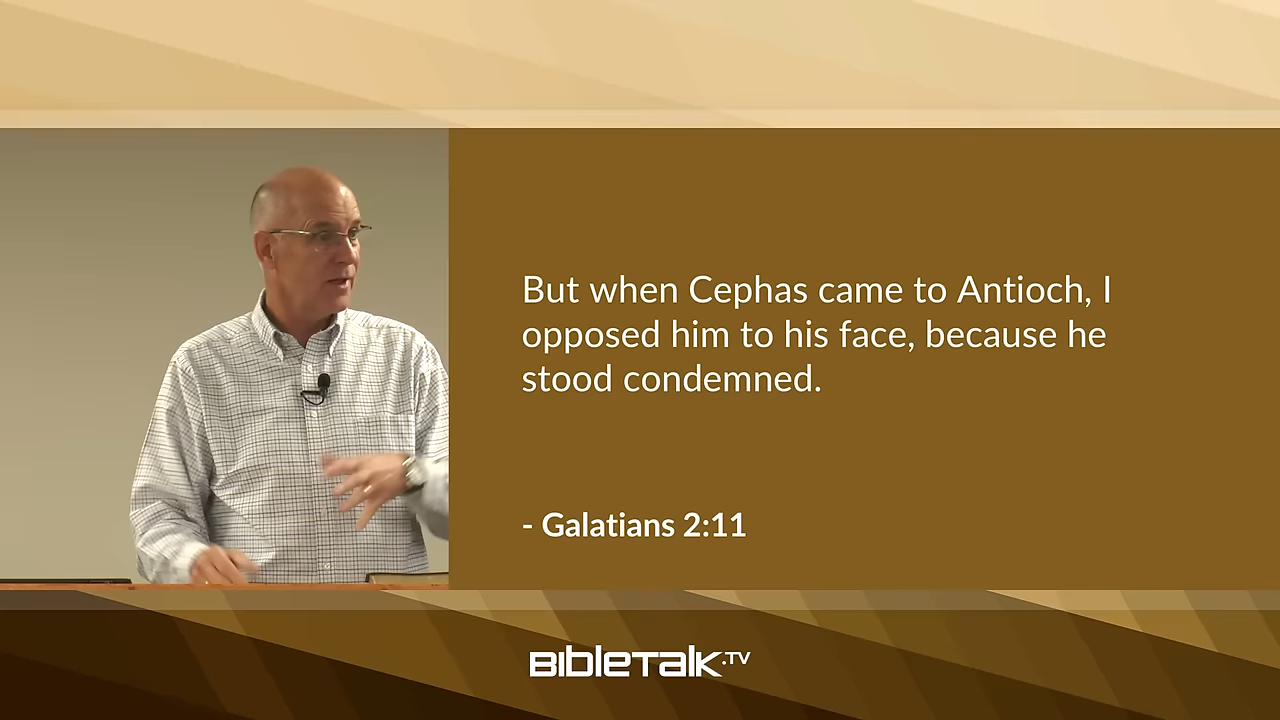 But when Cephas came to Antioch, I
opposed him to his face, because he
stood condemned.
- Galatians 2:11
BibleTalk.TV